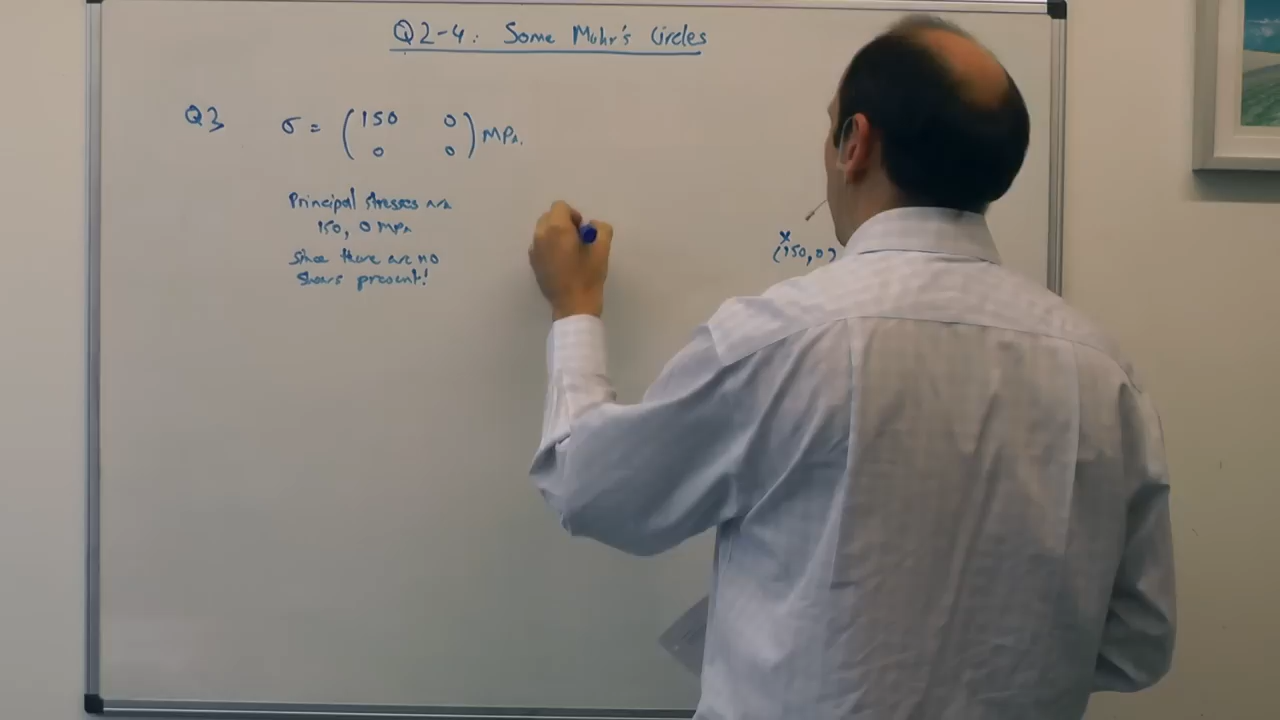 Q2-4: Some Mohr's Circles
Q3 σ = (150 0
0 0) MPa.
Principal stresses are
150, 0 MPa
since there are no
shears present!
x
(150,0)